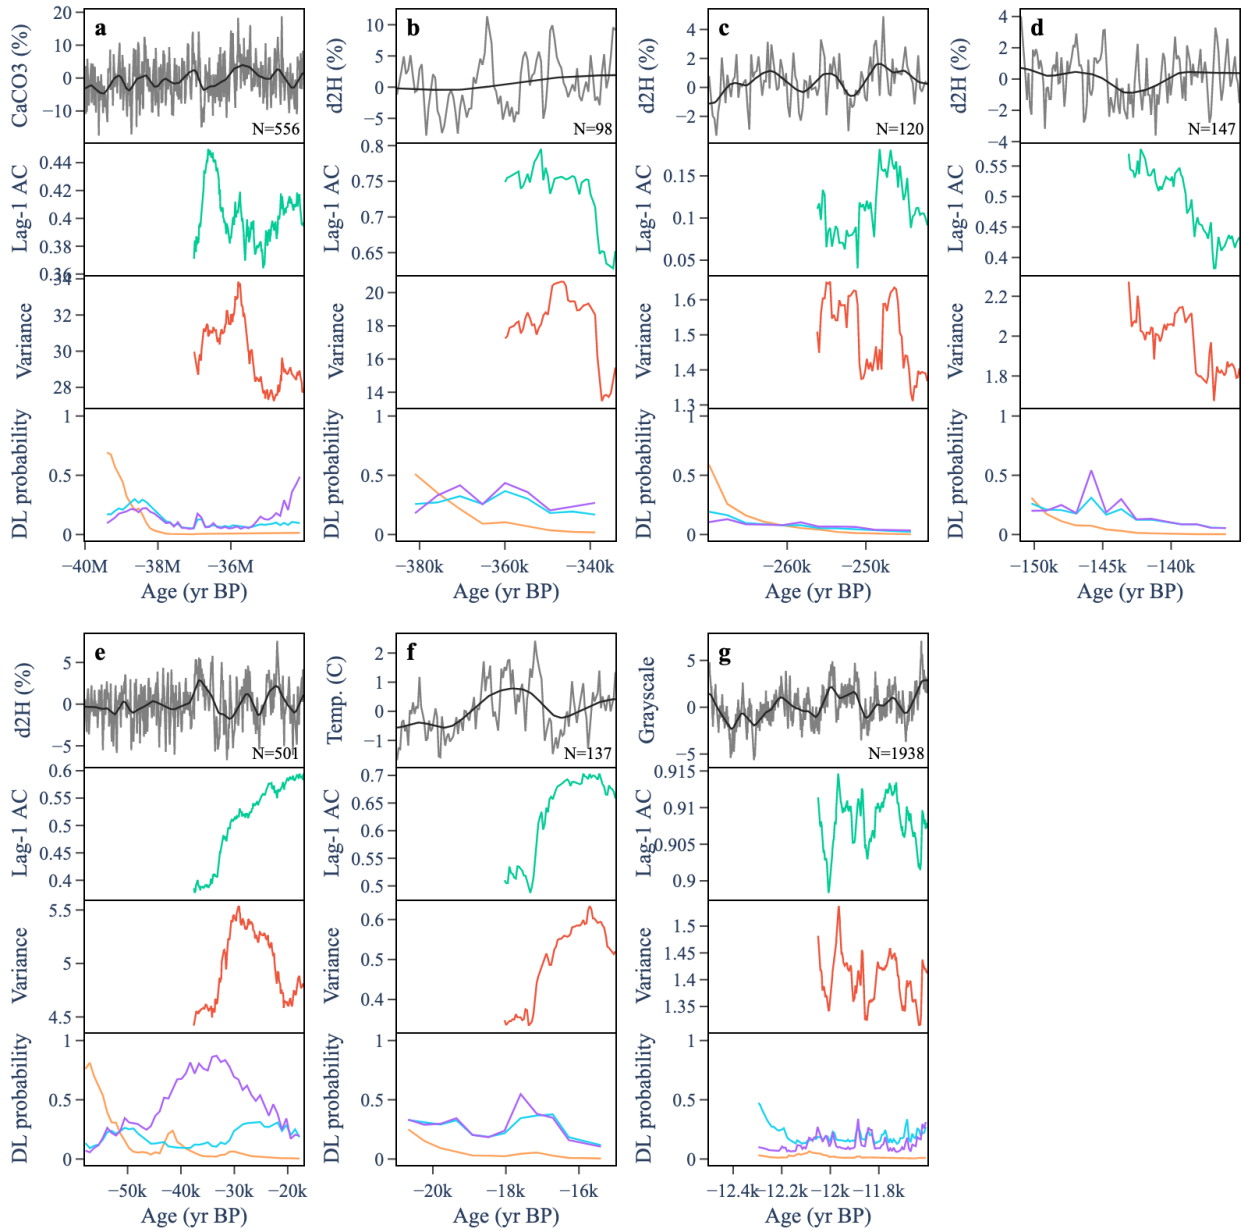 a
CaCO3 (%)
20
10
0
−10
N=556
Lag-1 AC
0.44
0.42
0.4
0.38
0.36
Variance
34
32
30
28
DL probability
1
0.5
0
−40M
−38M
−36M
Age (yr BP)
b
d2H (%)
10
5
0
−5
N=98
Lag-1 AC
0.8
0.75
0.7
0.65
Variance
20
18
16
14
DL probability
1
0.5
0
−380k
−360k
−340k
Age (yr BP)
c
d2H (%)
4
2
0
−2
N=120
Lag-1 AC
0.15
0.1
0.05
Variance
1.6
1.5
1.4
1.3
DL probability
1
0.5
0
−260k
−250k
Age (yr BP)
d
d2H (%)
4
2
0
−2
−4
N=147
Lag-1 AC
0.55
0.5
0.45
0.4
Variance
2.2
2
1.8
DL probability
1
0.5
0
−150k
−145k
−140k
Age (yr BP)
e
d2H (%)
5
0
−5
N=501
Lag-1 AC
0.6
0.55
0.5
0.45
0.4
Variance
5.5
5
4.5
DL probability
1
0.5
0
−50k
−40k
−30k
−20k
Age (yr BP)
f
Temp. (C)
2
1
0
−1
N=137
Lag-1 AC
0.7
0.65
0.6
0.55
0.5
Variance
0.6
0.5
0.4
DL probability
1
0.5
0
−20k
−18k
−16k
Age (yr BP)
g
Grayscale
5
0
−5
N=1938
Lag-1 AC
0.915
0.91
0.905
0.9
Variance
1.5
1.45
1.4
1.35
DL probability
1
0.5
0
−12.4k
−12.2k
−12k
−11.8k
Age (yr BP)